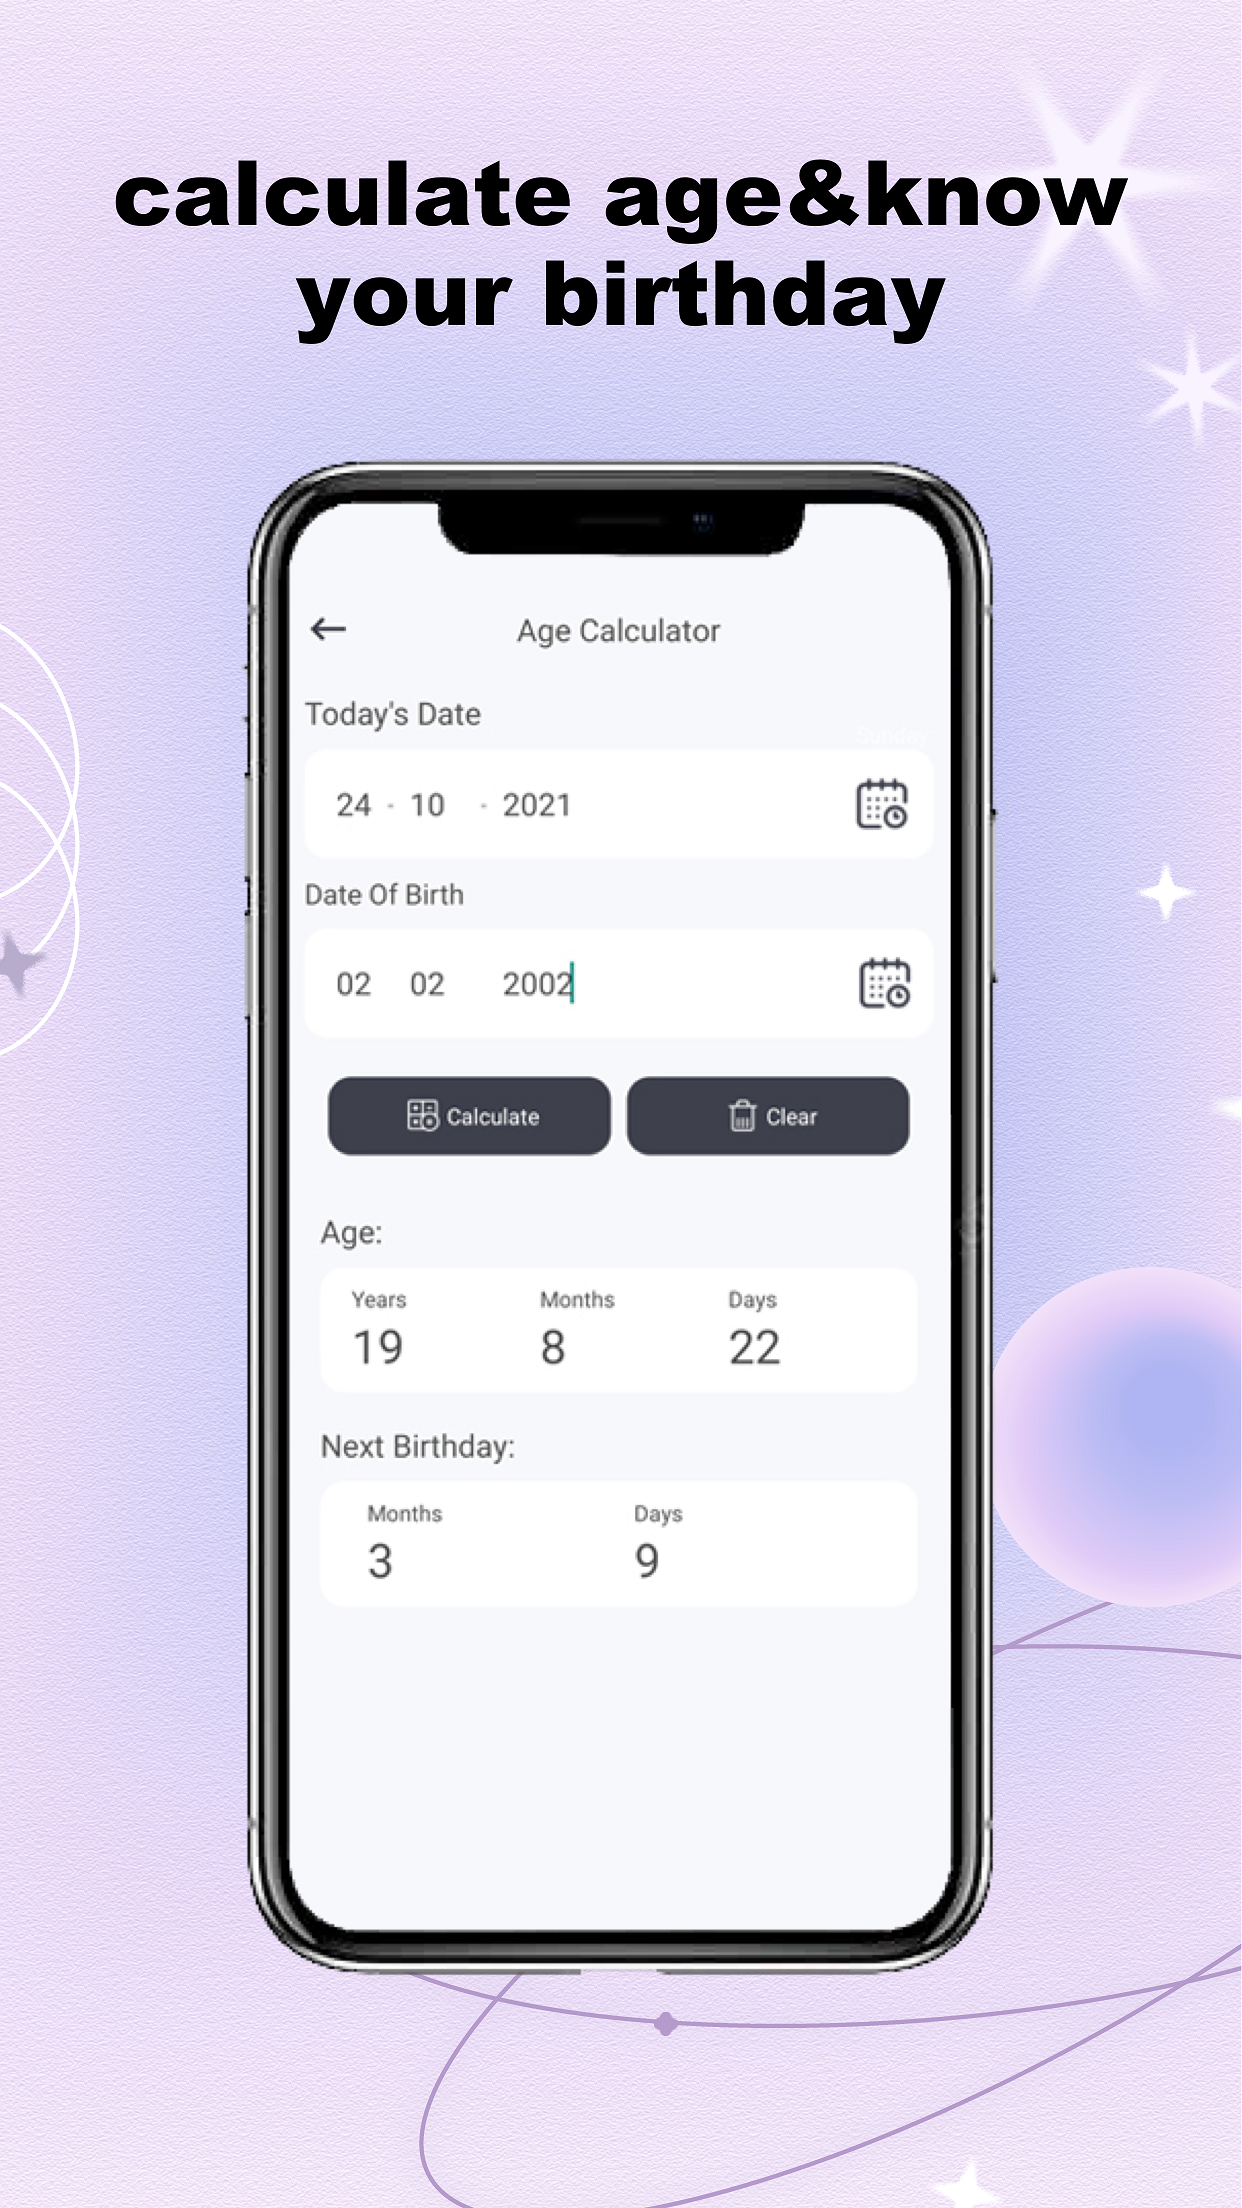 calculate age&know
your birthday
Age Calculator
Today's Date
Sunday
24 - 10 - 2021
Date Of Birth
02 02 2002
Calculate Clear
Age:
Years Months Days
19 8 22
Next Birthday:
Months Days
3 9